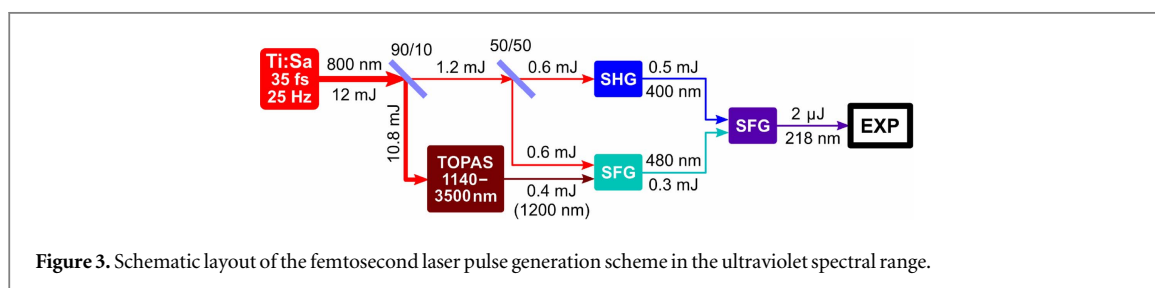 Ti:Sa
35 fs
25 Hz
800 nm
12 mJ
90/10
1.2 mJ
50/50
0.6 mJ
SHG
0.5 mJ
400 nm
10.8 mJ
TOPAS
1140–
3500nm
0.6 mJ
0.4 mJ
(1200 nm)
SFG
480 nm
0.3 mJ
SFG
2 µJ
218 nm
EXP
Figure 3. Schematic layout of the femtosecond laser pulse generation scheme in the ultraviolet spectral range.